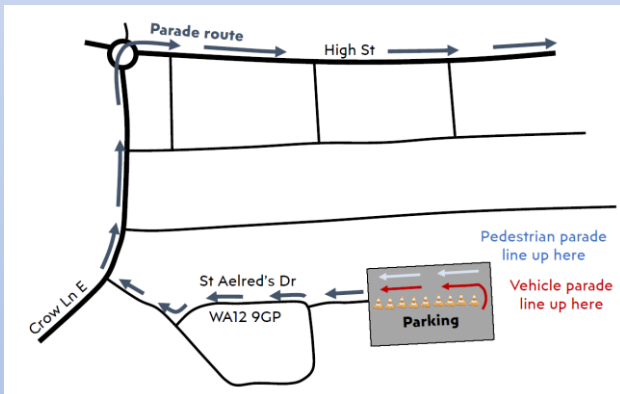 Parade route
High St
Pedestrian parade
line up here
St Aelred's Dr
Vehicle parade
line up here
Crow Ln E
WA12 9GP
Parking